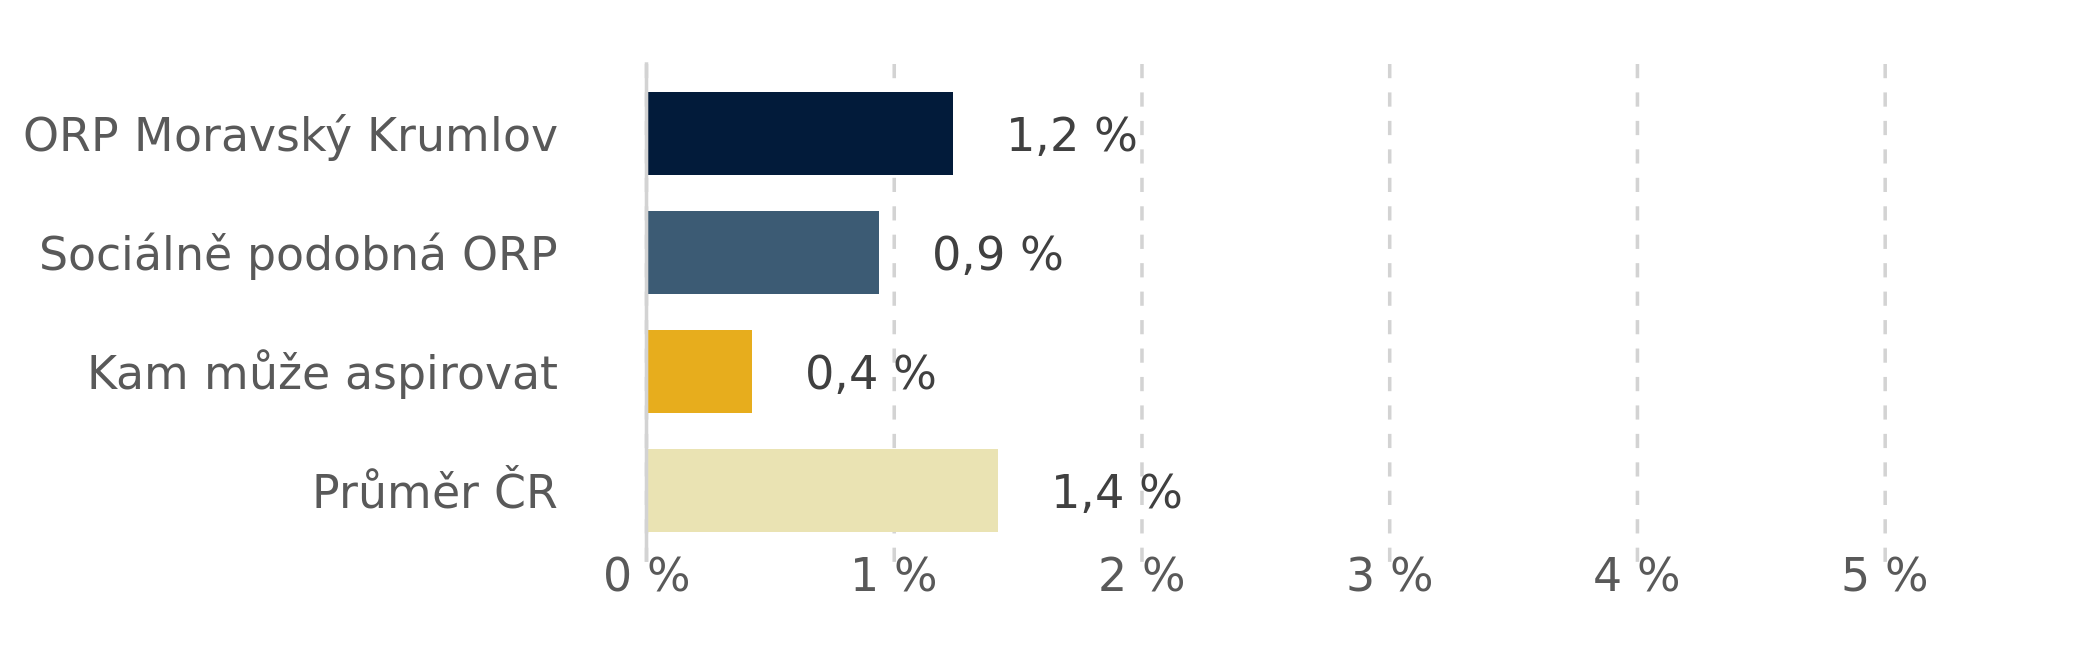 ORP Moravský Krumlov 1,2 %
Sociálně podobná ORP 0,9 %
Kam může aspirovat 0,4 %
Průměr ČR 1,4 %
0 % 1 % 2 % 3 % 4 % 5 %